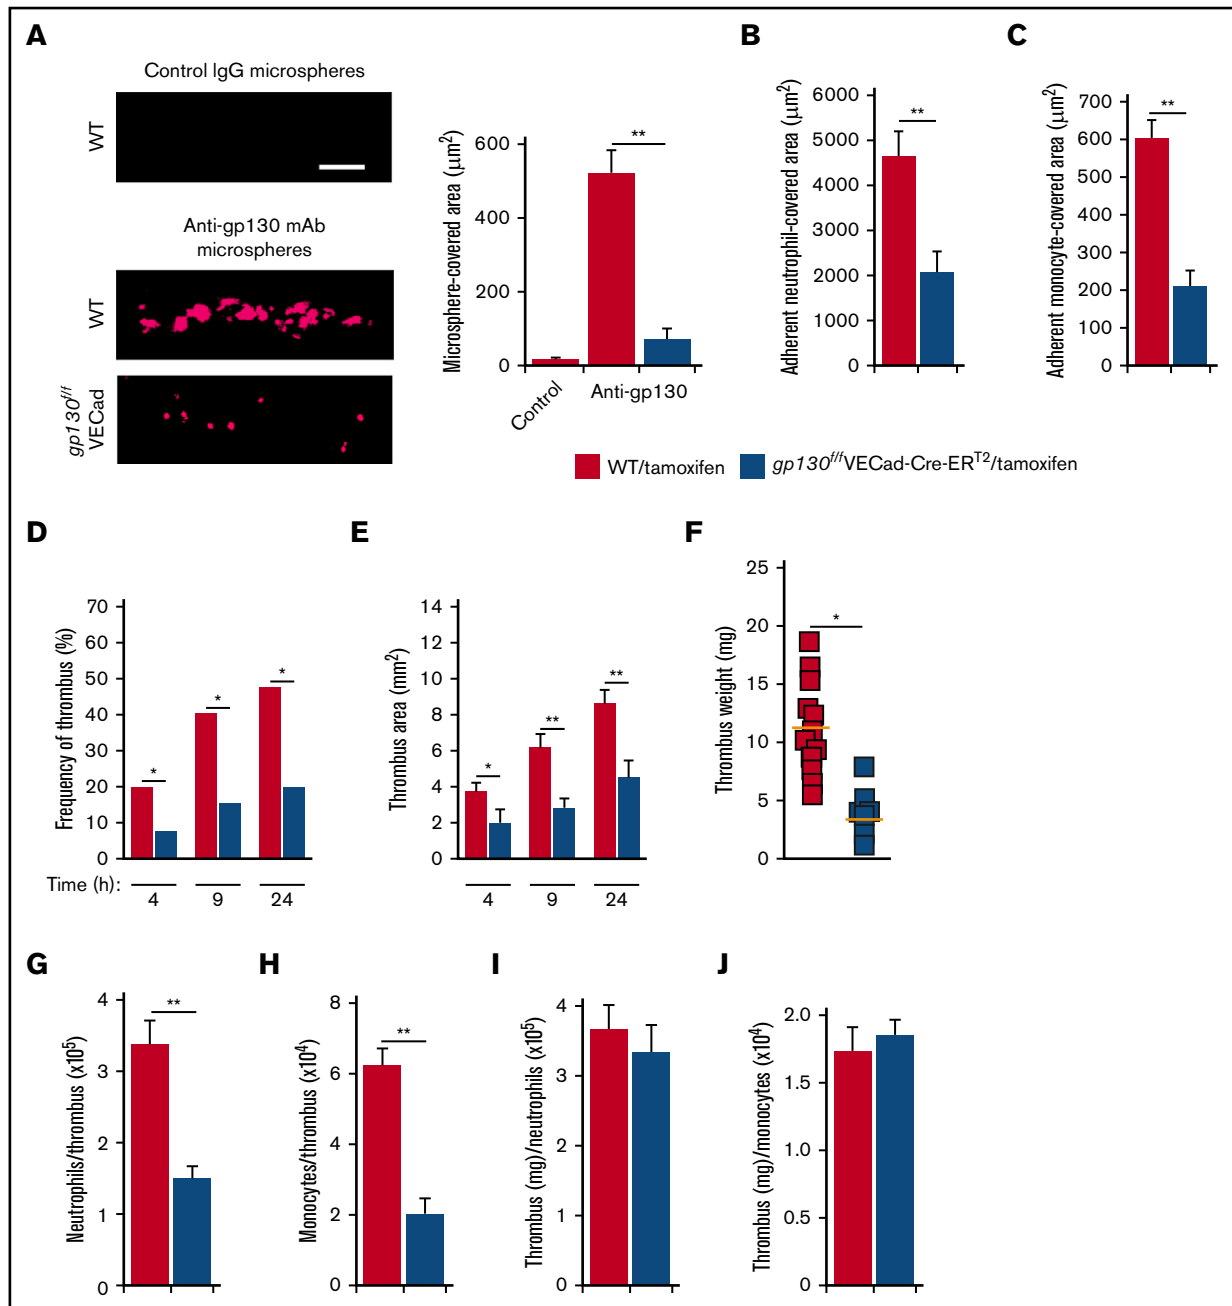 A
Control IgG microspheres
WT
Anti-gp130 mAb
microspheres
WT
gp130f/f
VECad
Microsphere-covered area (μm2)
600
400
200
0
**
Control
Anti-gp130
B
Adherent neutrophil-covered area (μm2)
6000
5000
4000
3000
2000
1000
0
**
C
Adherent monocyte-covered area (μm2)
700
600
500
400
300
200
100
0
**
WT/tamoxifen
gp130f/fVECad-Cre-ERT2/tamoxifen
D
Frequency of thrombus (%)
70
60
50
40
30
20
10
0
*
*
*
Time (h):
4
9
24
E
Thrombus area (mm2)
14
12
10
8
6
4
2
0
*
**
**
4
9
24
F
Thrombus weight (mg)
25
20
15
10
5
0
*
G
Neutrophils/thrombus (x105)
4
3
2
1
0
**
H
Monocytes/thrombus (x104)
8
6
4
2
0
**
I
Thrombus (mg)/neutrophils (x105)
4
3
3
1
0
J
Thrombus (mg)/monocytes (x104)
2.0
1.5
1.0
0.5
0